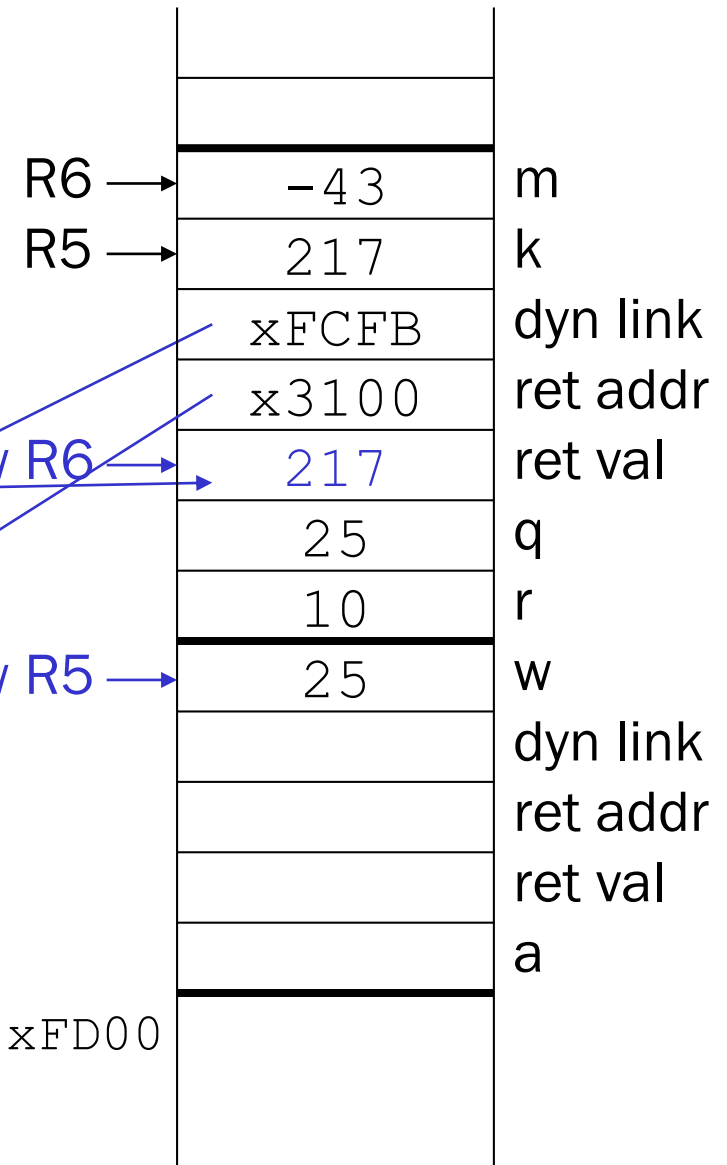 R6 -43 m
R5 217 k
xFCFB dyn link
x3100 ret addr
R6 217 ret val
25 q
10 r
R5 25 w
dyn link
ret addr
ret val
a
xFD00